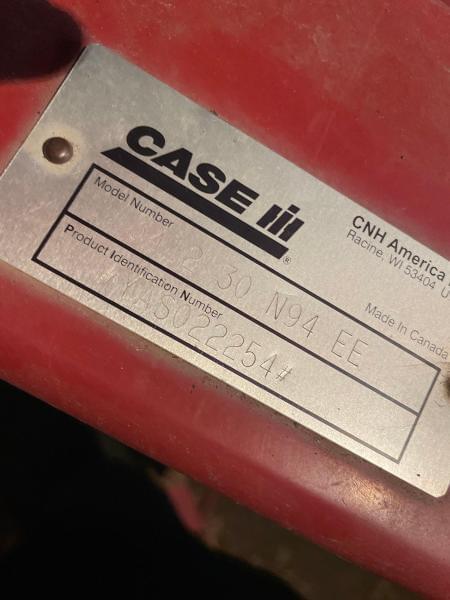 CASE IH
®
CNH America
Racine, WI 53404 U
Made In Canada
Model Number
2 30 N94 EE
Product Identification Number
S022254#